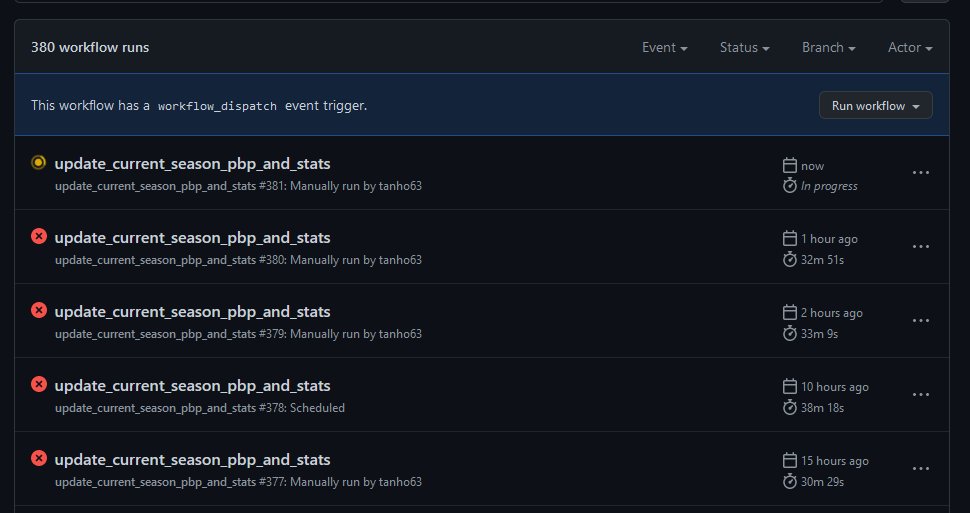 380 workflow runs
Event Status Branch Actor
This workflow has a workflow_dispatch event trigger.
Run workflow
update_current_season_pbp_and_stats
update_current_season_pbp_and_stats #381: Manually run by tanho63
now
In progress
update_current_season_pbp_and_stats
update_current_season_pbp_and_stats #380: Manually run by tanho63
1 hour ago
32m 51s
update_current_season_pbp_and_stats
update_current_season_pbp_and_stats #379: Manually run by tanho63
2 hours ago
33m 9s
update_current_season_pbp_and_stats
update_current_season_pbp_and_stats #378: Scheduled
10 hours ago
38m 18s
update_current_season_pbp_and_stats
update_current_season_pbp_and_stats #377: Manually run by tanho63
15 hours ago
30m 29s